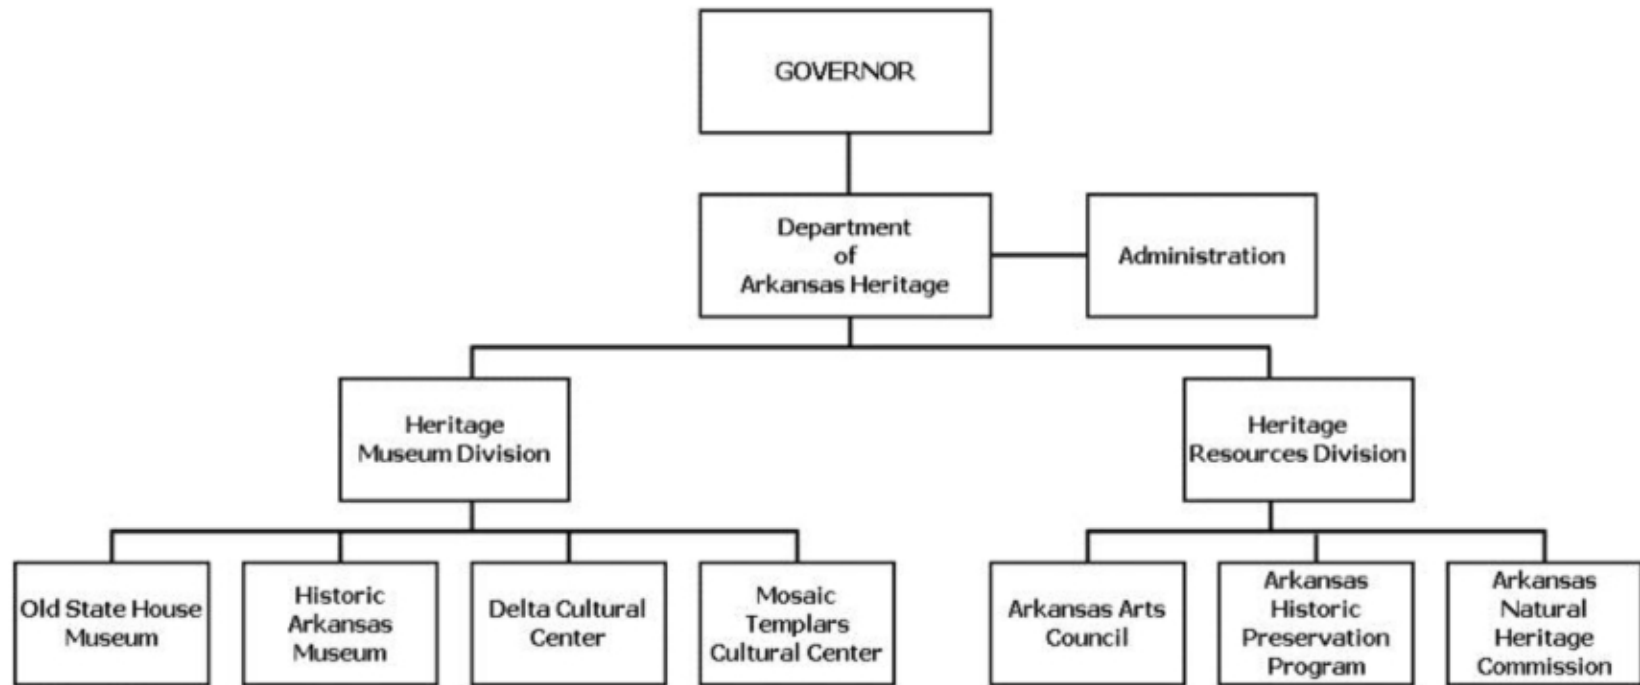 GOVERNOR
Department
of
Arkansas Heritage
Administration
Heritage
Museum Division
Heritage
Resources Division
Old State House
Museum
Historic
Arkansas
Museum
Delta Cultural
Center
Mosaic
Templars
Cultural Center
Arkansas Arts
Council
Arkansas
Historic
Preservation
Program
Arkansas
Natural
Heritage
Commission